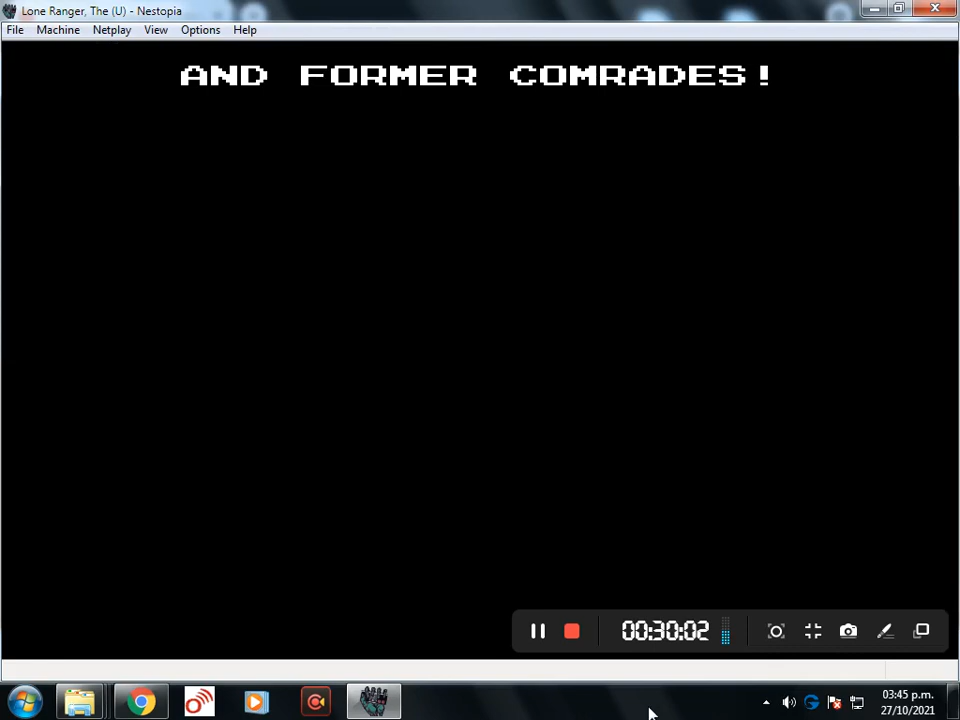 Lone Ranger, The (U) - Nestopia
File Machine Netplay View Options Help
AND FORMER COMRADES!
00:30:02
03:45 p.m.
27/10/2021